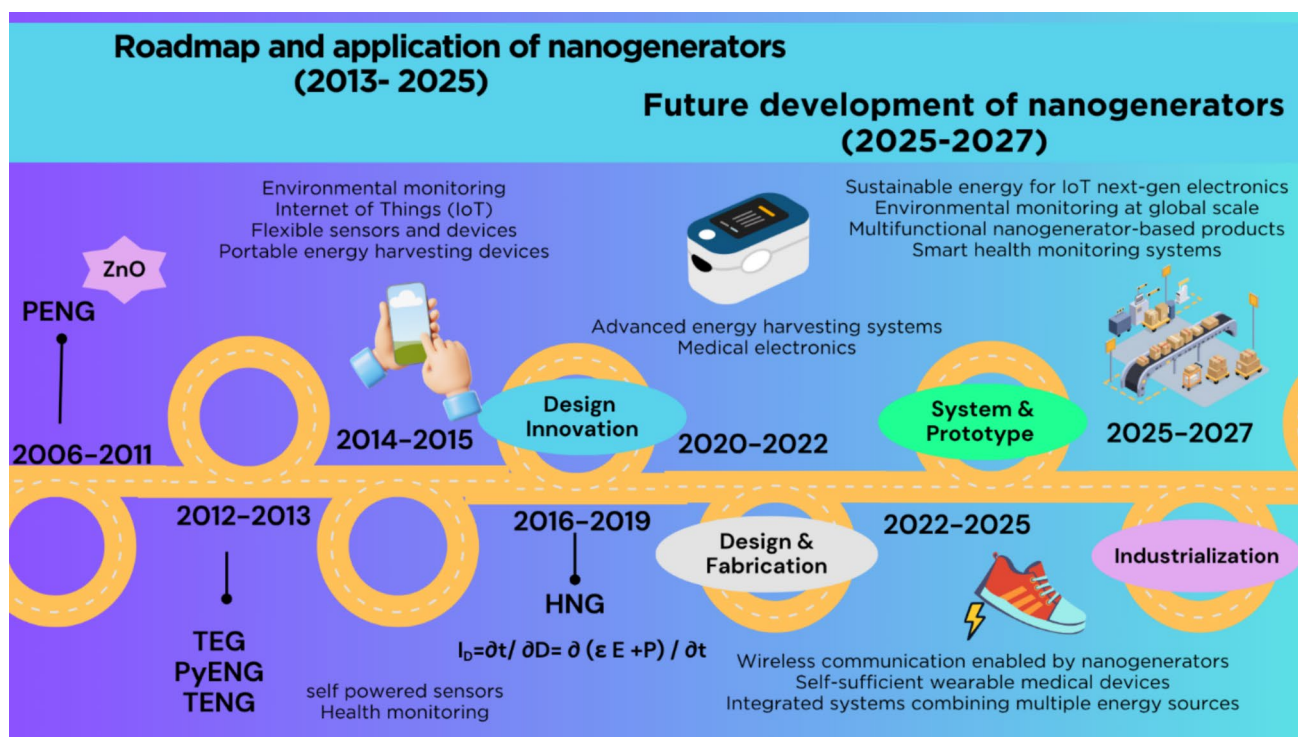 Roadmap and application of nanogenerators
(2013- 2025)
Future development of nanogenerators
(2025-2027)
Environmental monitoring
Internet of Things (IoT)
Flexible sensors and devices
Portable energy harvesting devices
Sustainable energy for IoT next-gen electronics
Environmental monitoring at global scale
Multifunctional nanogenerator-based products
Smart health monitoring systems
ZnO
PENG
Advanced energy harvesting systems
Medical electronics
2006–2011
2014–2015
Design
Innovation
2020–2022
System &
Prototype
2025–2027
2012–2013
2016–2019
Design &
Fabrication
2022–2025
Industrialization
TEG
PyENG
TENG
HNG
I_D=∂t/ ∂D= ∂ (ε E +P) / ∂t
self powered sensors
Health monitoring
Wireless communication enabled by nanogenerators
Self-sufficient wearable medical devices
Integrated systems combining multiple energy sources